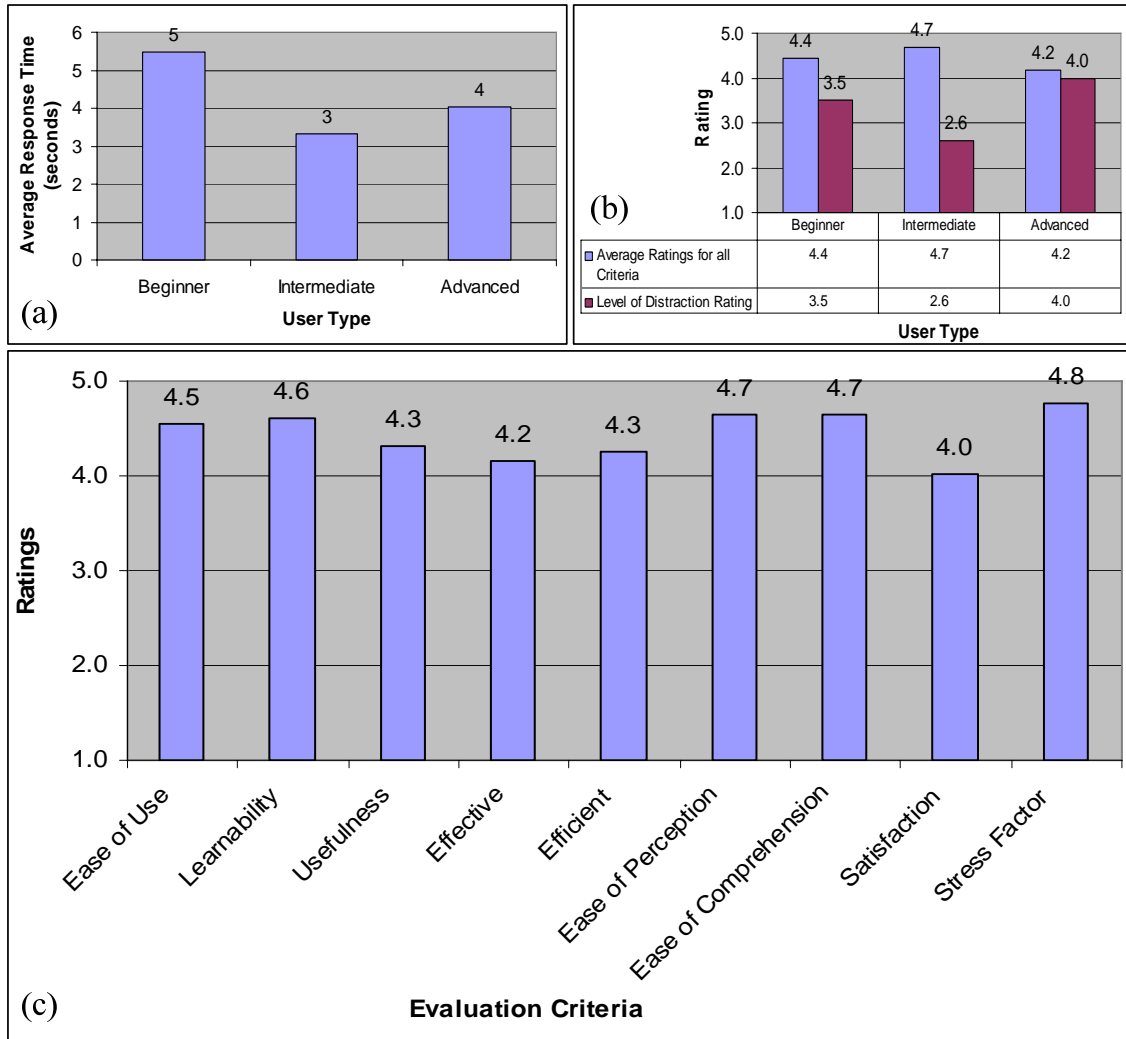 Average Response Time
(seconds)
6
5
4
3
2
1
0
5
3
4
Beginner
Intermediate
Advanced
User Type
(a)
Rating
5.0
4.0
3.0
2.0
1.0
4.4
3.5
4.7
2.6
4.2
4.0
(b)
Beginner Intermediate Advanced
Average Ratings for all
Criteria 4.4 4.7 4.2
Level of Distraction Rating 3.5 2.6 4.0
User Type
Ratings
5.0
4.0
3.0
2.0
1.0
4.5
4.6
4.3
4.2
4.3
4.7
4.7
4.0
4.8
Ease of Use
Learnability
Usefulness
Effective
Efficient
Ease of Perception
Ease of Comprehension
Satisfaction
Stress Factor
(c)
Evaluation Criteria